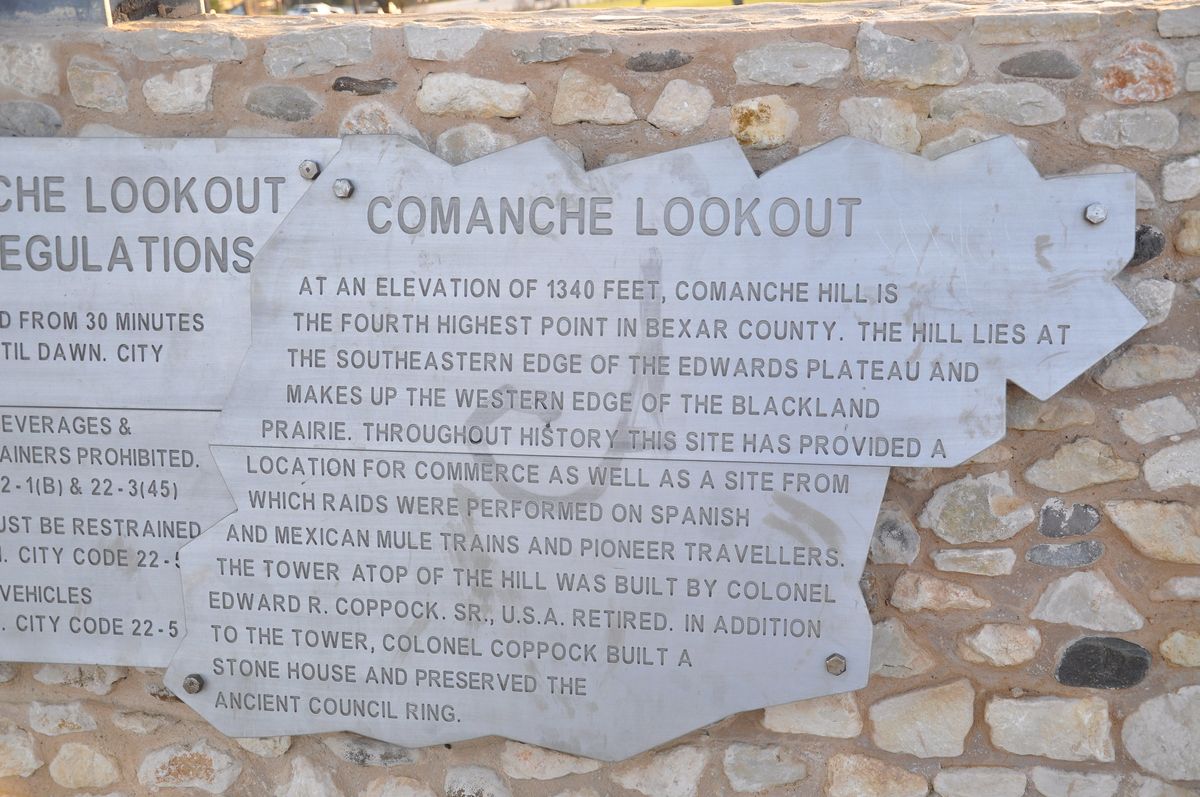 CHE LOOKOUT
EGULATIONS
D FROM 30 MINUTES
TIL DAWN. CITY
EVERAGES &
AINERS PROHIBITED.
2-1(B) & 22-3(45)
UST BE RESTRAINED
. CITY CODE 22-5
VEHICLES
. CITY CODE 22-5
COMANCHE LOOKOUT
AT AN ELEVATION OF 1340 FEET, COMANCHE HILL IS
THE FOURTH HIGHEST POINT IN BEXAR COUNTY. THE HILL LIES AT
THE SOUTHEASTERN EDGE OF THE EDWARDS PLATEAU AND
MAKES UP THE WESTERN EDGE OF THE BLACKLAND
PRAIRIE. THROUGHOUT HISTORY THIS SITE HAS PROVIDED A
LOCATION FOR COMMERCE AS WELL AS A SITE FROM
WHICH RAIDS WERE PERFORMED ON SPANISH
AND MEXICAN MULE TRAINS AND PIONEER TRAVELLERS.
THE TOWER ATOP OF THE HILL WAS BUILT BY COLONEL
EDWARD R. COPPOCK. SR., U.S.A. RETIRED. IN ADDITION
TO THE TOWER, COLONEL COPPOCK BUILT A
STONE HOUSE AND PRESERVED THE
ANCIENT COUNCIL RING.